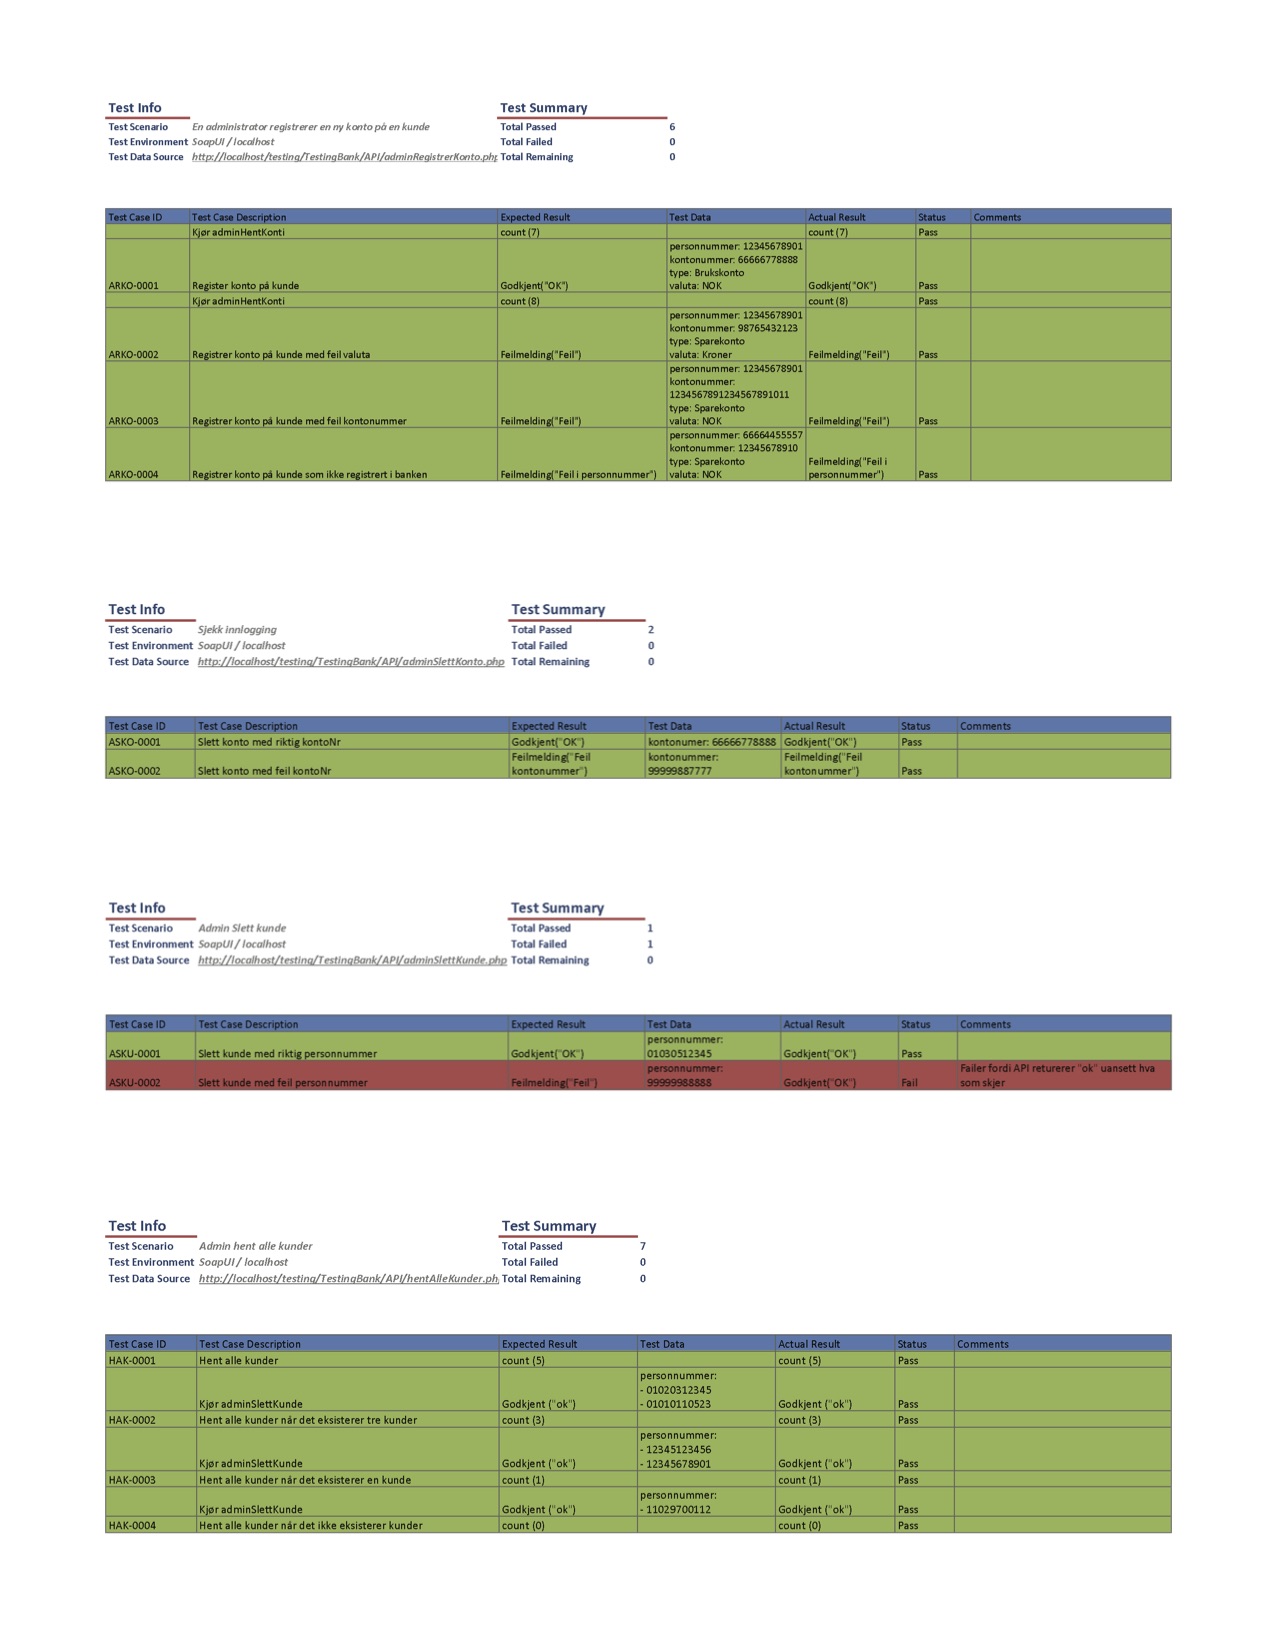 Test Info Test Summary
Test Scenario En administrator registrerer en ny konto på en kunde Total Passed 6
Test Environment SoapUI / localhost Total Failed 0
Test Data Source http://localhost/testing/TestingBank/API/adminRegistrerKonto.php Total Remaining 0
Test Case ID Test Case Description Expected Result Test Data Actual Result Status Comments
Kjør adminHentKonti count (7) count (7) Pass
personnummer: 12345678901
kontonummer: 66666778888
type: Brukskonto
ARKO-0001 Register konto på kunde Godkjent("OK") valuta: NOK Godkjent("OK") Pass
Kjør adminHentKonti count (8) count (8) Pass
personnummer: 12345678901
kontonummer: 98765432123
type: Sparekonto
ARKO-0002 Registrer konto på kunde med feil valuta Feilmelding("Feil") valuta: Kroner Feilmelding("Feil") Pass
personnummer: 12345678901
kontonummer:
1234567891234567891011
type: Sparekonto
ARKO-0003 Registrer konto på kunde med feil kontonummer Feilmelding("Feil") valuta: NOK Feilmelding("Feil") Pass
personnummer: 66664455557
kontonummer: 12345678910
type: Sparekonto Feilmelding("Feil i
ARKO-0004 Registrer konto på kunde som ikke registrert i banken Feilmelding("Feil i personnummer") valuta: NOK personnummer") Pass
Test Info Test Summary
Test Scenario Sjekk innlogging Total Passed 2
Test Environment SoapUI / localhost Total Failed 0
Test Data Source http://localhost/testing/TestingBank/API/adminSlettKonto.php Total Remaining 0
Test Case ID Test Case Description Expected Result Test Data Actual Result Status Comments
ASKO-0001 Slett konto med riktig kontoNr Godkjent("OK") kontonumer: 66666778888 Godkjent("OK") Pass
Feilmelding("Feil kontonummer: Feilmelding("Feil
ASKO-0002 Slett konto med feil kontoNr kontonummer") 99999887777 kontonummer") Pass
Test Info Test Summary
Test Scenario Admin Slett kunde Total Passed 1
Test Environment SoapUI / localhost Total Failed 1
Test Data Source http://localhost/testing/TestingBank/API/adminSlettKunde.php Total Remaining 0
Test Case ID Test Case Description Expected Result Test Data Actual Result Status Comments
personnummer:
ASKU-0001 Slett kunde med riktig personnummer Godkjent("OK") 01030512345 Godkjent("OK") Pass
personnummer: Failer fordi API returerer "ok" uansett hva
ASKU-0002 Slett kunde med feil personnummer Feilmelding("Feil") 99999988888 Godkjent("OK") Fail som skjer
Test Info Test Summary
Test Scenario Admin hent alle kunder Total Passed 7
Test Environment SoapUI / localhost Total Failed 0
Test Data Source http://localhost/testing/TestingBank/API/hentAlleKunder.ph Total Remaining 0
Test Case ID Test Case Description Expected Result Test Data Actual Result Status Comments
HAK-0001 Hent alle kunder count (5) count (5) Pass
personnummer:
- 01020312345
Kjør adminSlettKunde Godkjent ("ok") - 01010110523 Godkjent ("ok") Pass
HAK-0002 Hent alle kunder når det eksisterer tre kunder count (3) count (3) Pass
personnummer:
- 12345123456
Kjør adminSlettKunde Godkjent ("ok") - 12345678901 Godkjent ("ok") Pass
HAK-0003 Hent alle kunder når det eksisterer en kunde count (1) count (1) Pass
personnummer:
Kjør adminSlettKunde Godkjent ("ok") - 11029700112 Godkjent ("ok") Pass
HAK-0004 Hent alle kunder når det ikke eksisterer kunder count (0) count (0) Pass